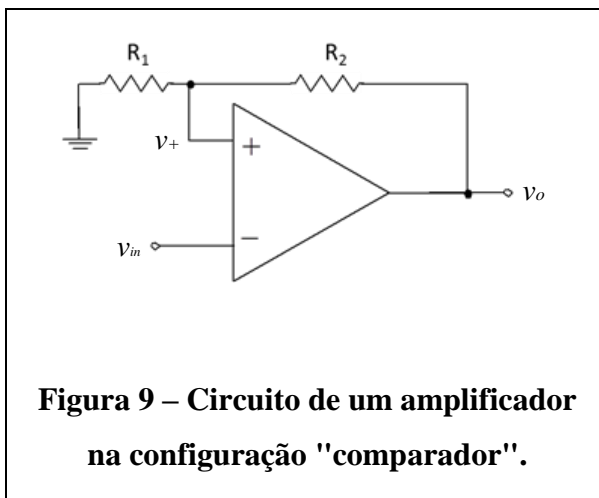 R1 R2
v+ +
vin −
vo
Figura 9 – Circuito de um amplificador
na configuração "comparador".